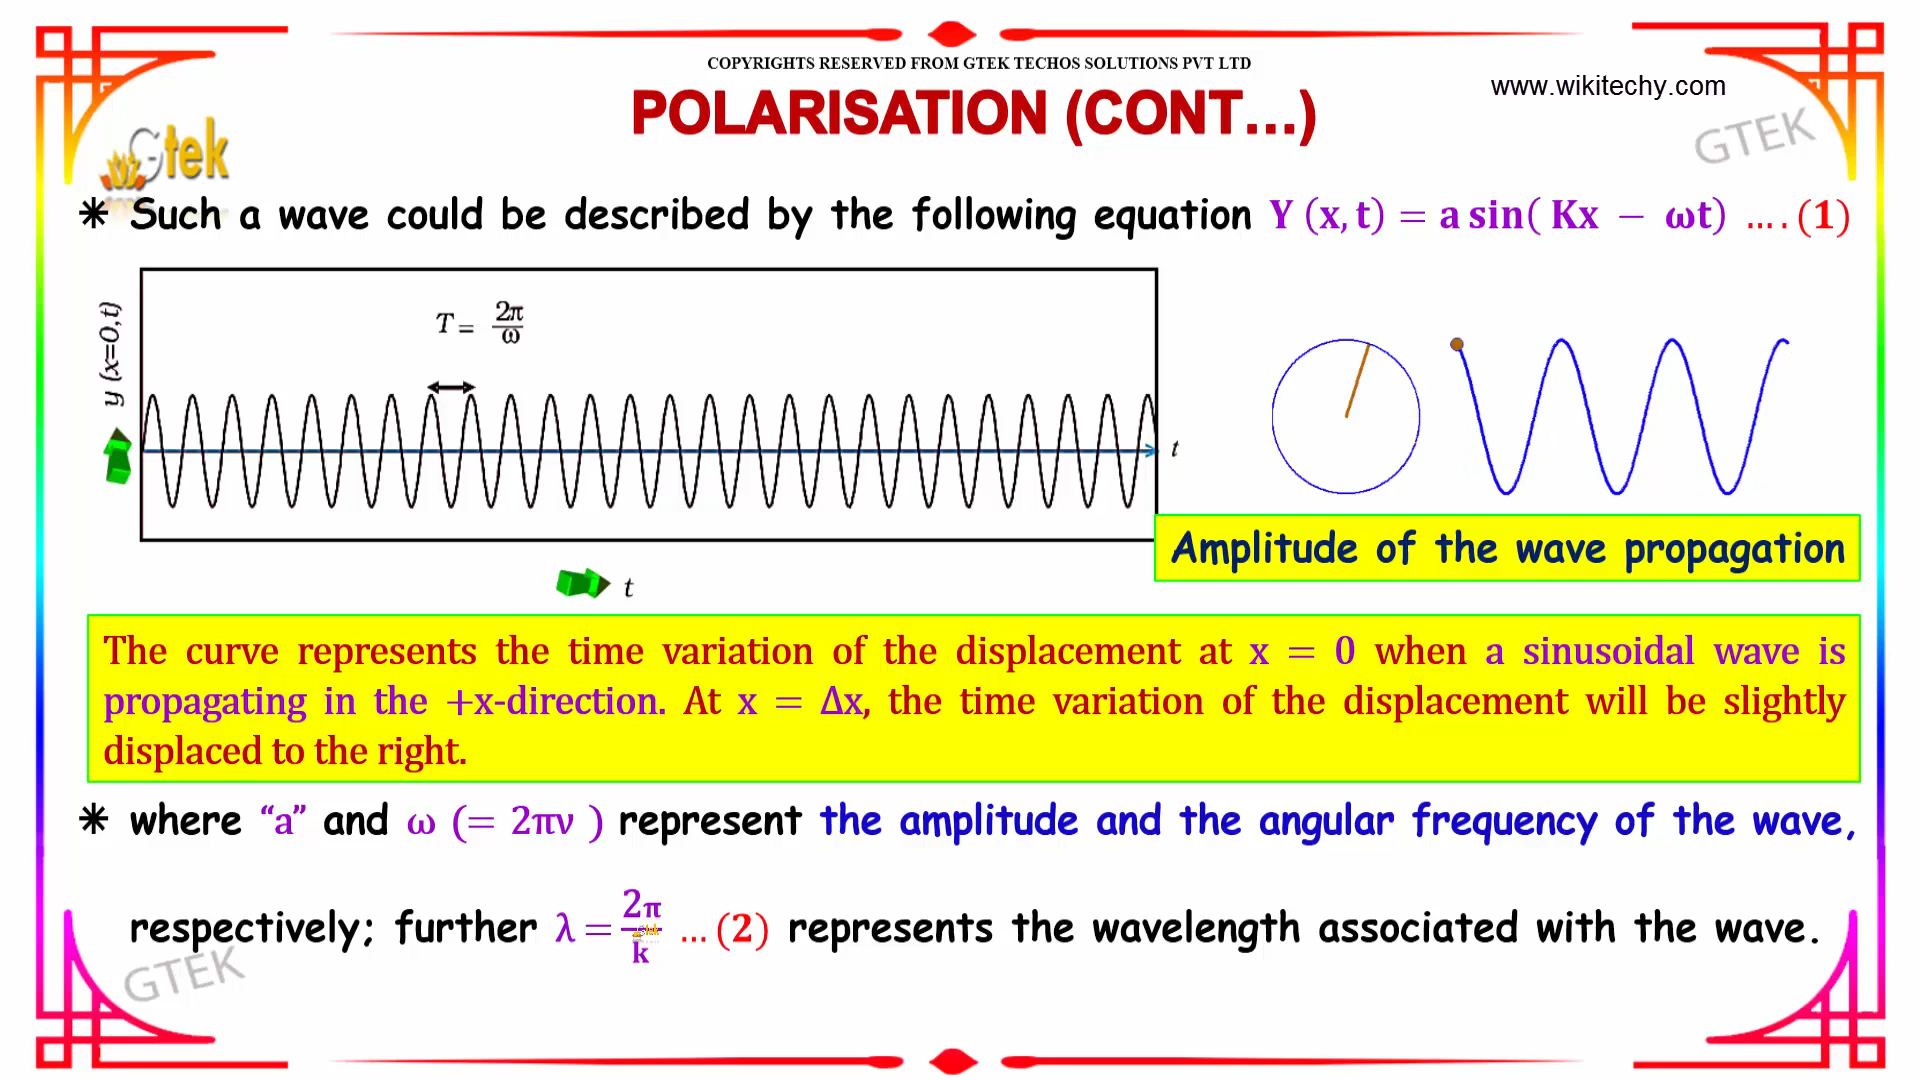 COPYRIGHTS RESERVED FROM GTEK TECHOS SOLUTIONS PVT LTD
www.wikitechy.com
POLARISATION (CONT...)
GTEK
Gtek
✳ Such a wave could be described by the following equation Y (x, t) = a sin( Kx − ωt) ... . (1)
y (x=0,t)
T = 2π/ω
t
t
Amplitude of the wave propagation
The curve represents the time variation of the displacement at x = 0 when a sinusoidal wave is
propagating in the +x-direction. At x = Δx, the time variation of the displacement will be slightly
displaced to the right.
✳ where “a” and ω (= 2πν ) represent the amplitude and the angular frequency of the wave,
respectively; further λ = 2π/k ... (2) represents the wavelength associated with the wave.
Gtek
GTEK